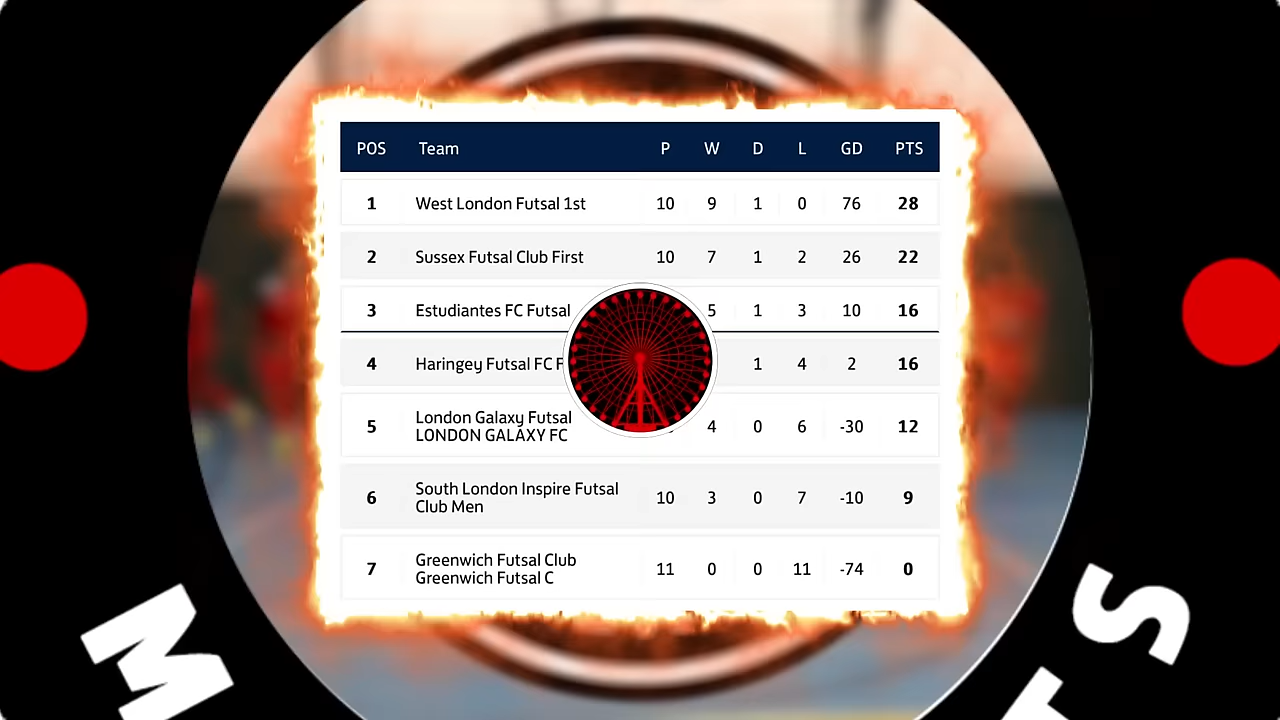 POS Team P W D L GD PTS
1 West London Futsal 1st 10 9 1 0 76 28
2 Sussex Futsal Club First 10 7 1 2 26 22
3 Estudiantes FC Futsal 5 1 3 10 16
4 Haringey Futsal FC 1 4 2 16
5 London Galaxy Futsal
LONDON GALAXY FC 4 0 6 -30 12
6 South London Inspire Futsal
Club Men 10 3 0 7 -10 9
7 Greenwich Futsal Club
Greenwich Futsal C 11 0 0 11 -74 0
M
S